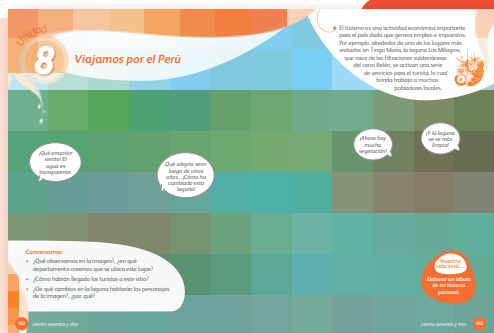 Unidad
8
Viajamos por el Perú
El turismo es una actividad económica importante
para el país dado que genera empleo e impuestos.
Por ejemplo, alrededor de uno de los lugares más
visitados en Tingo María, la laguna Los Milagros,
que nace de las filtraciones subterráneas
del cerro Belén, se activan una serie
de servicios para el turista, lo cual
brinda trabajo a muchos
pobladores locales.
¡Qué emoción
siento! El
agua es
transparente.
Qué alegría venir
luego de cinco
años... ¡Cómo ha
cambiado esta
laguna!
¡Ahora hay
mucha
vegetación!
¡Y la laguna
se ve más
limpia!
Conversamos
• ¿Qué observamos en la imagen?, ¿en qué
departamento creemos que se ubica este lugar?
• ¿Cómo habrán llegado los turistas a este sitio?
• ¿De qué cambios en la laguna hablarán los personajes
de la imagen?, ¿por qué?
Nuestro
reto será...
Elaborar un álbum
de mi historia
personal.
162 ciento sesenta y dos
ciento sesenta y tres 163